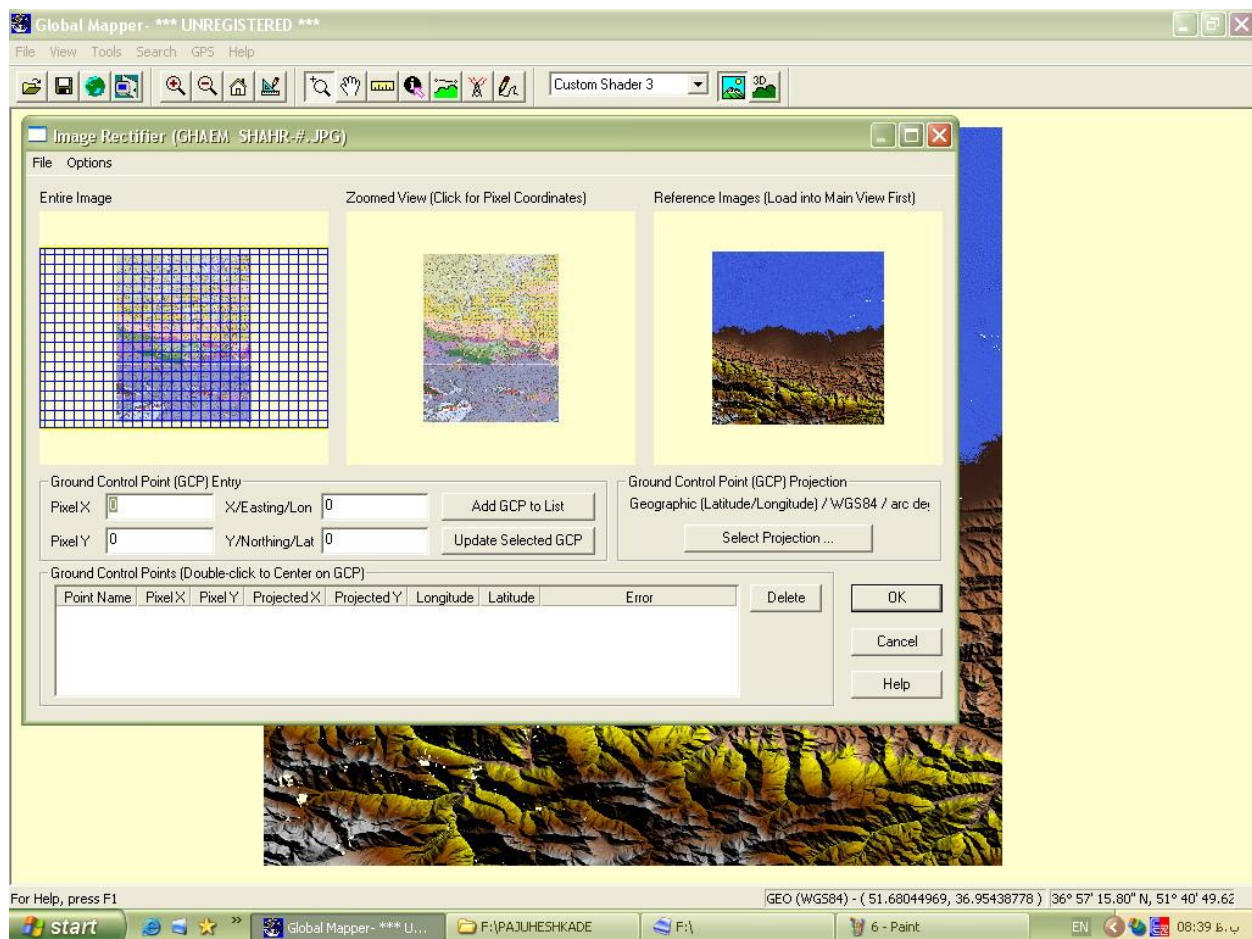 Global Mapper- *** UNREGISTERED ***
File View Tools Search GPS Help
Custom Shader 3
3D
Image Rectifier (GHAEM SHAHR-#.JPG)
File Options
Entire Image
Zoomed View (Click for Pixel Coordinates)
Reference Images (Load into Main View First)
Ground Control Point (GCP) Entry
Pixel X 0 X/Easting/Lon 0 Add GCP to List
Pixel Y 0 Y/Northing/Lat 0 Update Selected GCP
Ground Control Point (GCP) Projection
Geographic (Latitude/Longitude) / WGS84 / arc de
Select Projection ...
Ground Control Points (Double-click to Center on GCP)
Point Name Pixel X Pixel Y Projected X Projected Y Longitude Latitude Error
Delete
OK
Cancel
Help
For Help, press F1
GEO (WGS84) - ( 51.68044969, 36.95438778 ) 36° 57' 15.80" N, 51° 40' 49.62
start » Global Mapper- *** U... F:\PAJUHESHKADE F:\ 6 - Paint EN 08:39 ب.ظ